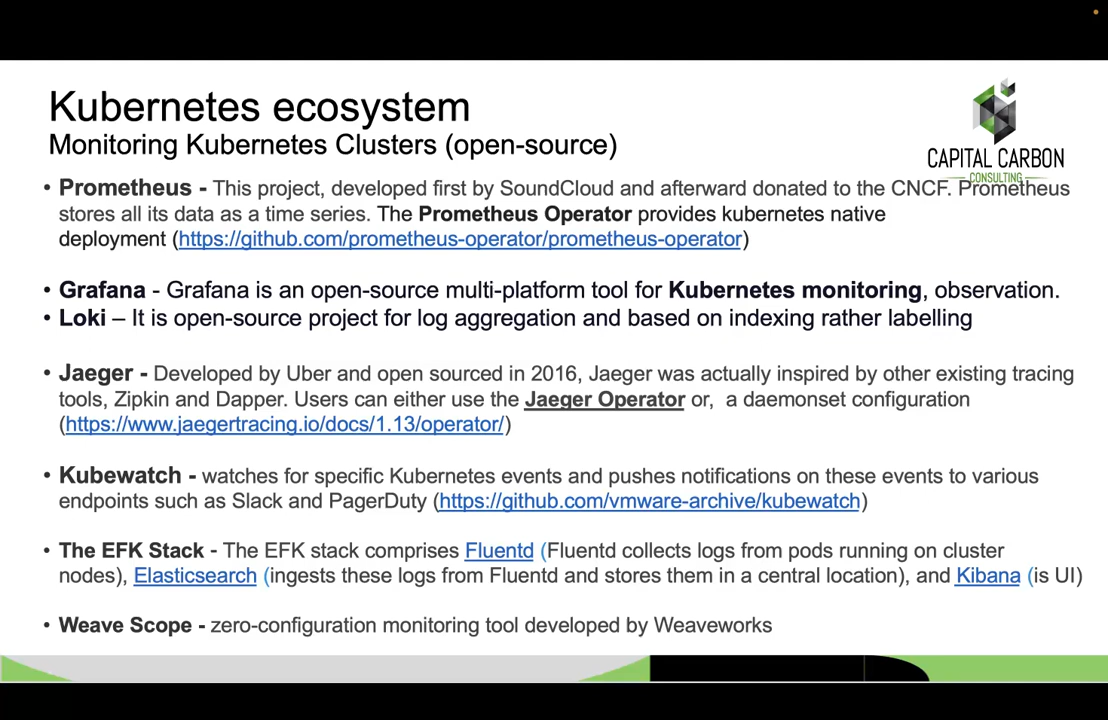 Kubernetes ecosystem
Monitoring Kubernetes Clusters (open-source)
CAPITAL CARBON
CONSULTING
• Prometheus - This project, developed first by SoundCloud and afterward donated to the CNCF. Prometheus
stores all its data as a time series. The Prometheus Operator provides kubernetes native
deployment (https://github.com/prometheus-operator/prometheus-operator)
• Grafana - Grafana is an open-source multi-platform tool for Kubernetes monitoring, observation.
• Loki – It is open-source project for log aggregation and based on indexing rather labelling
• Jaeger - Developed by Uber and open sourced in 2016, Jaeger was actually inspired by other existing tracing
tools, Zipkin and Dapper. Users can either use the Jaeger Operator or, a daemonset configuration
(https://www.jaegertracing.io/docs/1.13/operator/)
• Kubewatch - watches for specific Kubernetes events and pushes notifications on these events to various
endpoints such as Slack and PagerDuty (https://github.com/vmware-archive/kubewatch)
• The EFK Stack - The EFK stack comprises Fluentd (Fluentd collects logs from pods running on cluster
nodes), Elasticsearch (ingests these logs from Fluentd and stores them in a central location), and Kibana (is UI)
• Weave Scope - zero-configuration monitoring tool developed by Weaveworks